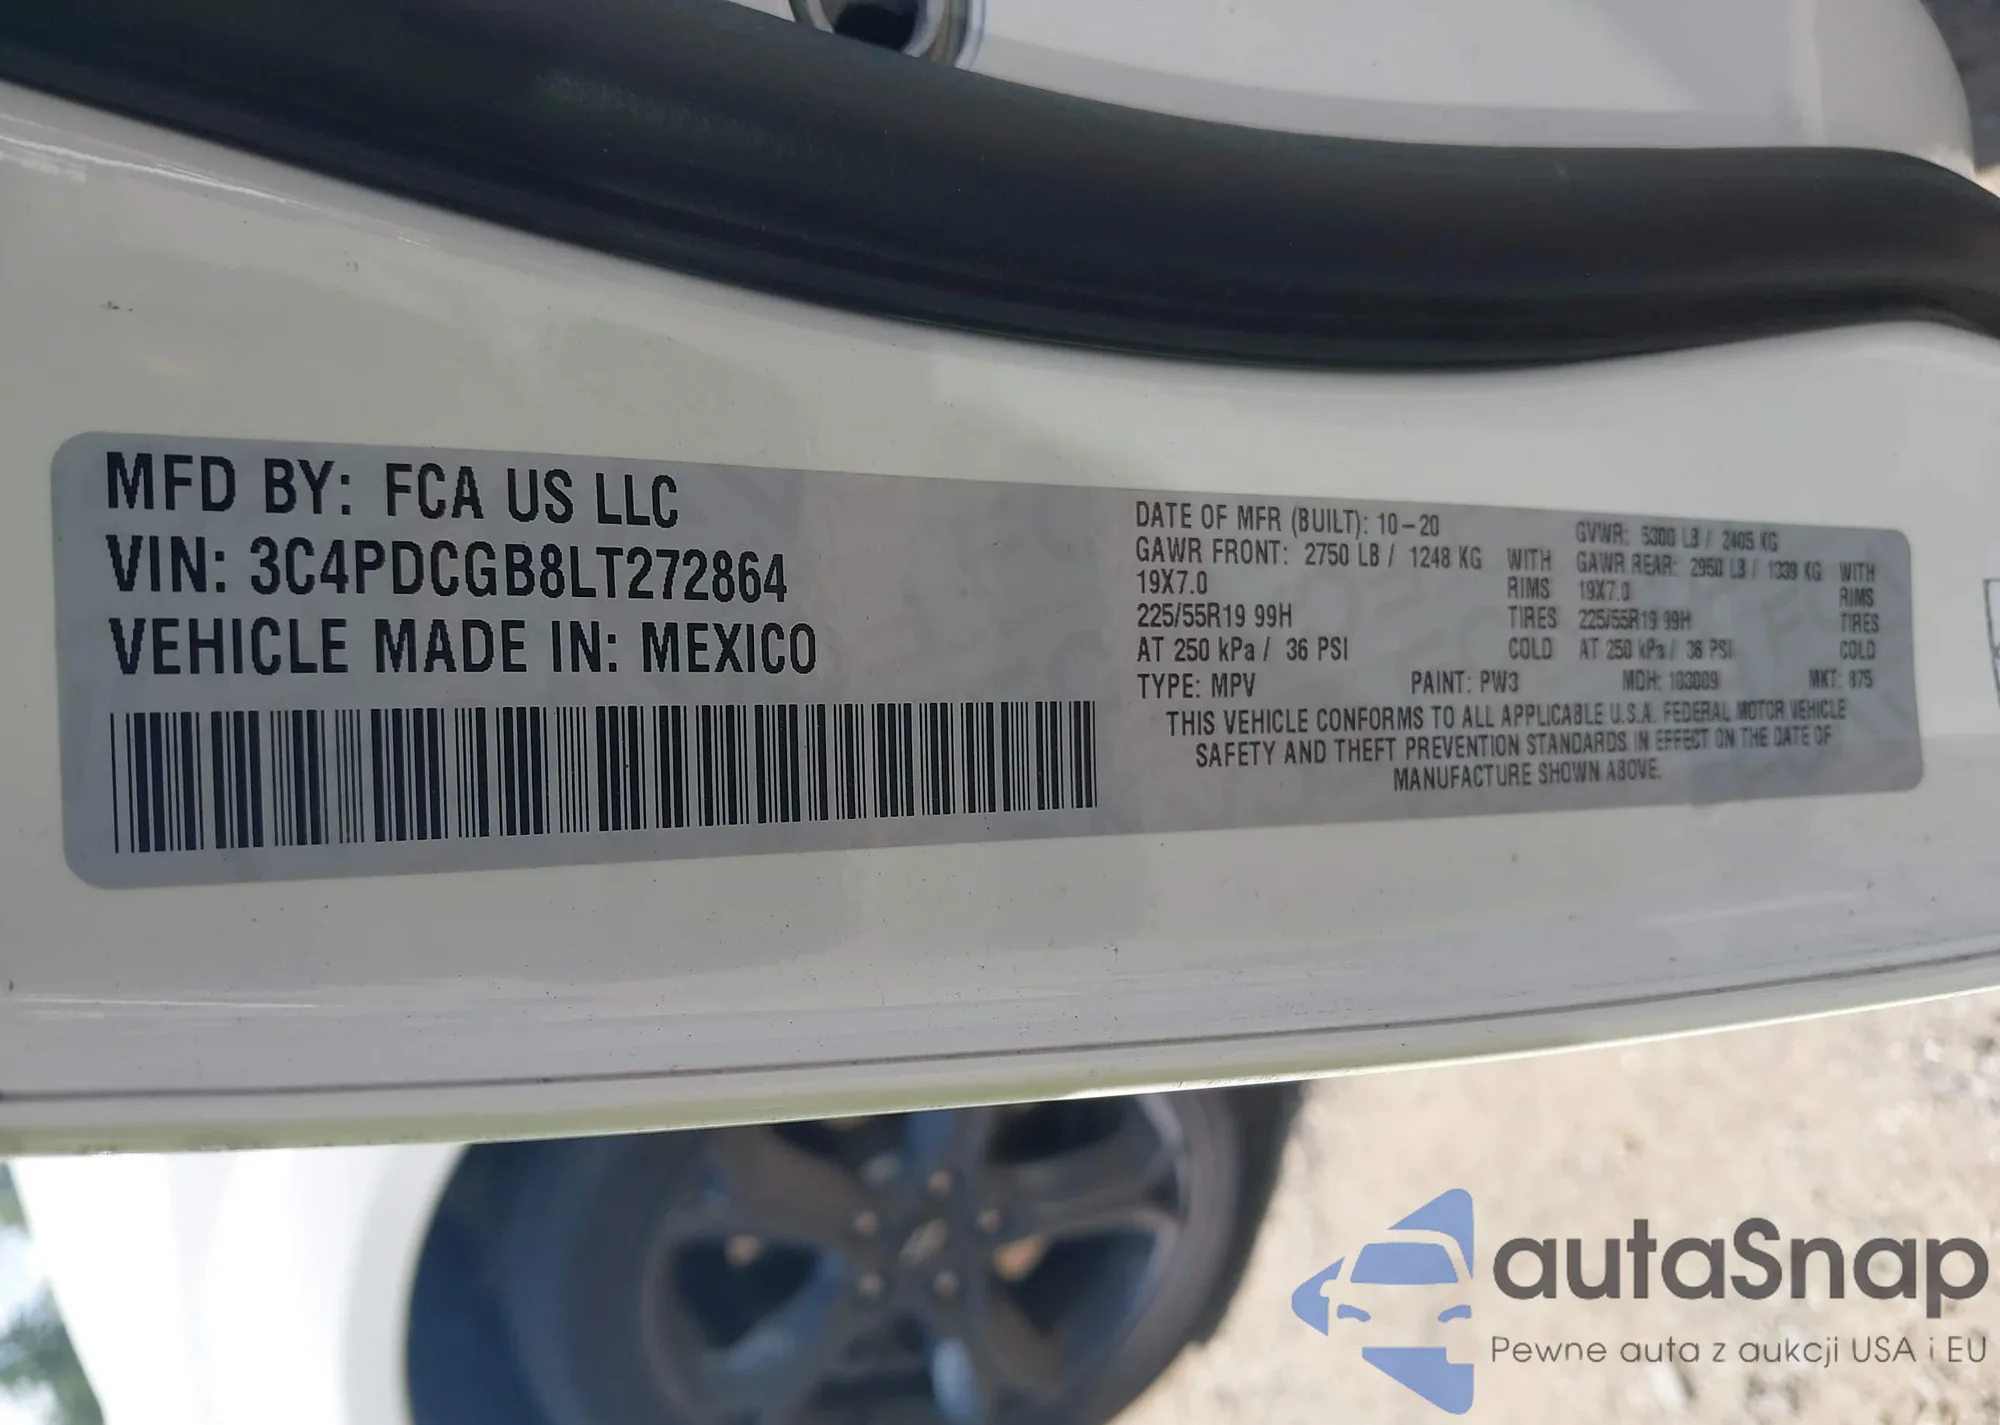 MFD BY: FCA US LLC
VIN: 3C4PDCGB8LT272864
VEHICLE MADE IN: MEXICO
DATE OF MFR (BUILT): 10-20
GVWR: 5300 LB / 2405 KG
GAWR FRONT: 2750 LB / 1248 KG WITH
19X7.0 RIMS
225/55R19 99H TIRES
AT 250 kPa / 36 PSI COLD
GAWR REAR: 2950 LB / 1339 KG WITH
19X7.0 RIMS
225/55R19 99H TIRES
AT 250 kPa / 36 PSI COLD
TYPE: MPV PAINT: PW3 MDH: 103009 MKT: 875
THIS VEHICLE CONFORMS TO ALL APPLICABLE U.S.A. FEDERAL MOTOR VEHICLE
SAFETY AND THEFT PREVENTION STANDARDS IN EFFECT ON THE DATE OF
MANUFACTURE SHOWN ABOVE.
autaSnap
Pewne auta z aukcji USA i EU